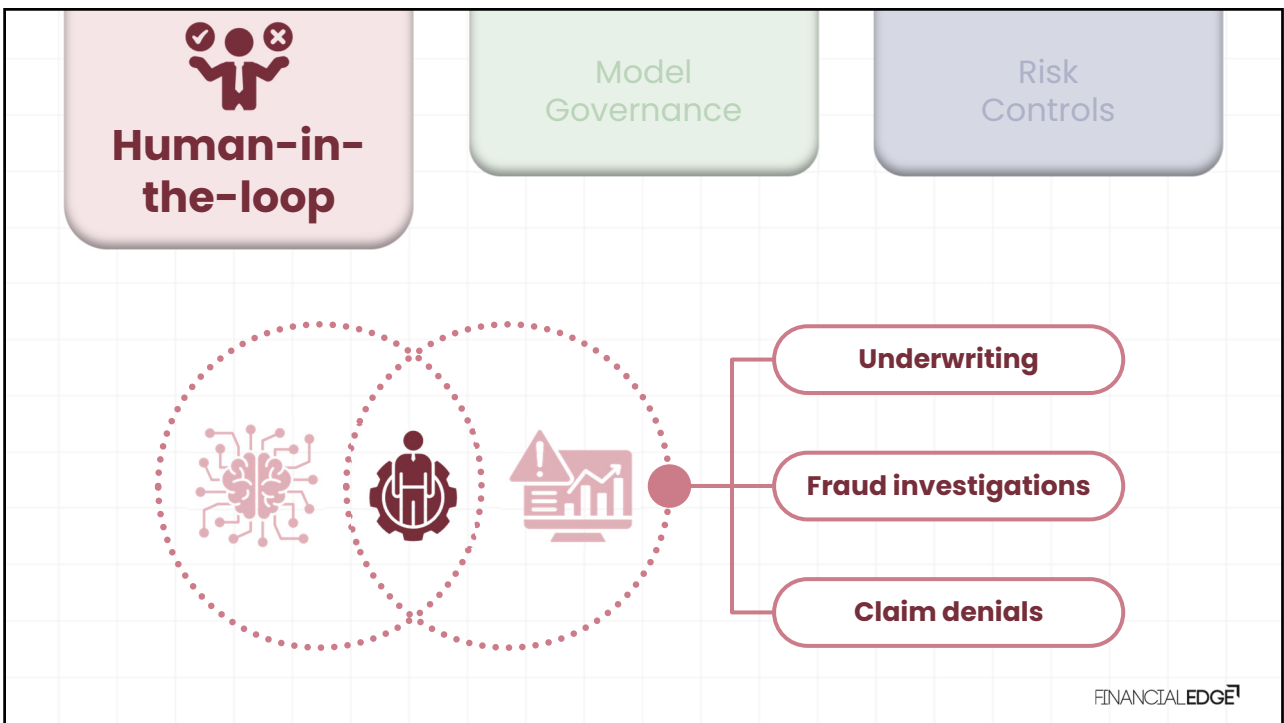 Human-in-
the-loop
Model
Governance
Risk
Controls
Underwriting
Fraud investigations
Claim denials
FINANCIALEDGE